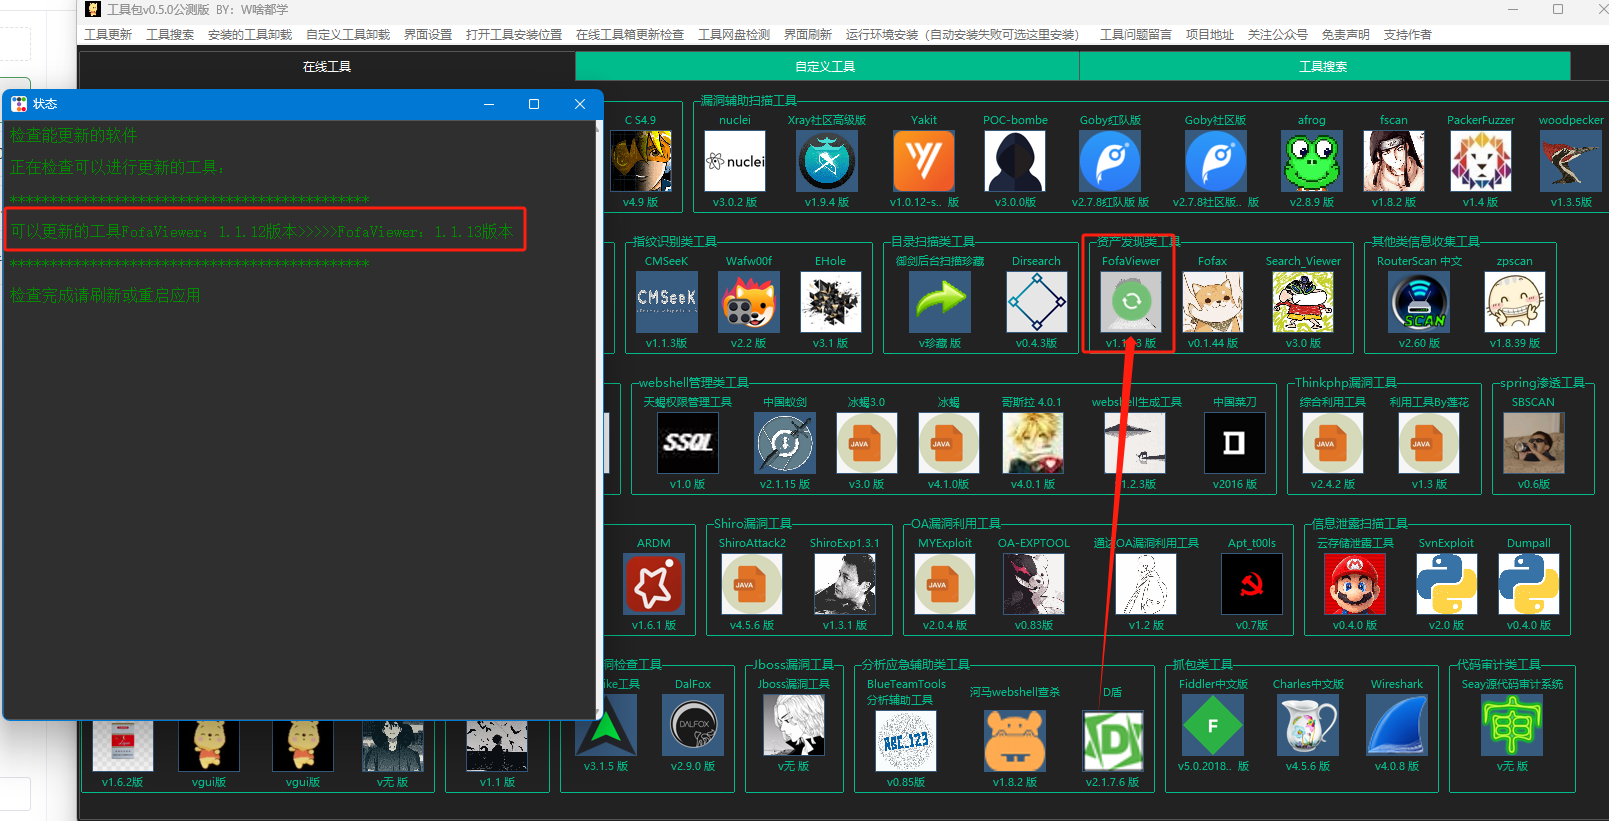 工具包v0.5.0公测版 BY：W啥都学
工具更新 工具搜索 安装的工具卸载 自定义工具卸载 界面设置 打开工具安装位置 在线工具箱更新检查 工具网盘检测 界面刷新 运行环境安装（自动安装失败可选这里安装） 工具问题留言 项目地址 关注公众号 免责声明 支持作者
在线工具 自定义工具 工具搜索
状态
检查能更新的软件
正在检查可以进行更新的工具：
可以更新的工具FofaViewer：1.1.12版本>>>>>FofaViewer：1.1.13版本
检查完成请刷新或重启应用
C S4.9
v4.9 版
漏洞辅助扫描工具
nuclei Xray社区高级版 Yakit POC-bombe Goby红队版 Goby社区版 afrog fscan PackerFuzzer woodpecker
nuclei
v3.0.2 版 v1.9.4 版 v1.0.12-s.. 版 v3.0.0版 v2.7.8红队版 版 v2.7.8社区版.. 版 v2.8.9 版 v1.8.2 版 v1.4 版 v1.3.5版
指纹识别类工具 目录扫描类工具 资产发现类工具 其他类信息收集工具
CMSeeK Wafw00f EHole 御剑后台扫描珍藏 Dirsearch FofaViewer Fofax Search_Viewer RouterScan 中文 zpscan
CMSeeK
SCAN
v1.1.3版 v2.2 版 v3.1 版 v珍藏 版 v0.4.3版 v0.1.44 版 v3.0 版 v2.60 版 v1.8.39 版
webshell管理类工具 Thinkphp漏洞工具 spring渗透工具
天蝎权限管理工具 中国蚁剑 冰蝎3.0 冰蝎 哥斯拉 4.0.1 webshell生成工具 中国菜刀 综合利用工具 利用工具By莲花 SBSCAN
JAVA JAVA JAVA JAVA
v1.0 版 v2.1.15 版 v3.0 版 v4.1.0版 v4.0.1 版 v2016 版 v2.4.2 版 v1.3 版 v0.6版
Shiro漏洞工具 OA漏洞利用工具 信息泄露扫描工具
ARDM ShiroAttack2 ShiroExp1.3.1 MYExploit OA-EXPTOOL 通达OA漏洞利用工具 Apt_t00ls 云存储泄露工具 SvnExploit Dumpall
JAVA JAVA
v1.6.1 版 v4.5.6 版 v1.3.1 版 v2.0.4 版 v0.83版 v1.2 版 v0.7版 v0.4.0 版 v2.0 版 v0.4.0 版
洞检查工具 Jboss漏洞工具 分析应急辅助类工具 抓包类工具 代码审计类工具
ike工具 DalFox Jboss漏洞工具 BlueTeamTools
分析辅助工具 河马webshell查杀 D盾 Fiddler中文版 Charles中文版 Wireshark Seay源代码审计系统
DALFOX ABC_123 D F
v3.1.5 版 v2.9.0 版 v无 版 v0.85版 v1.8.2 版 v2.1.7.6 版 v5.0.2018.. 版 v4.5.6 版 v4.0.8 版 v无 版
v1.6.2版 vgui版 vgui版 v无 版 v1.1 版